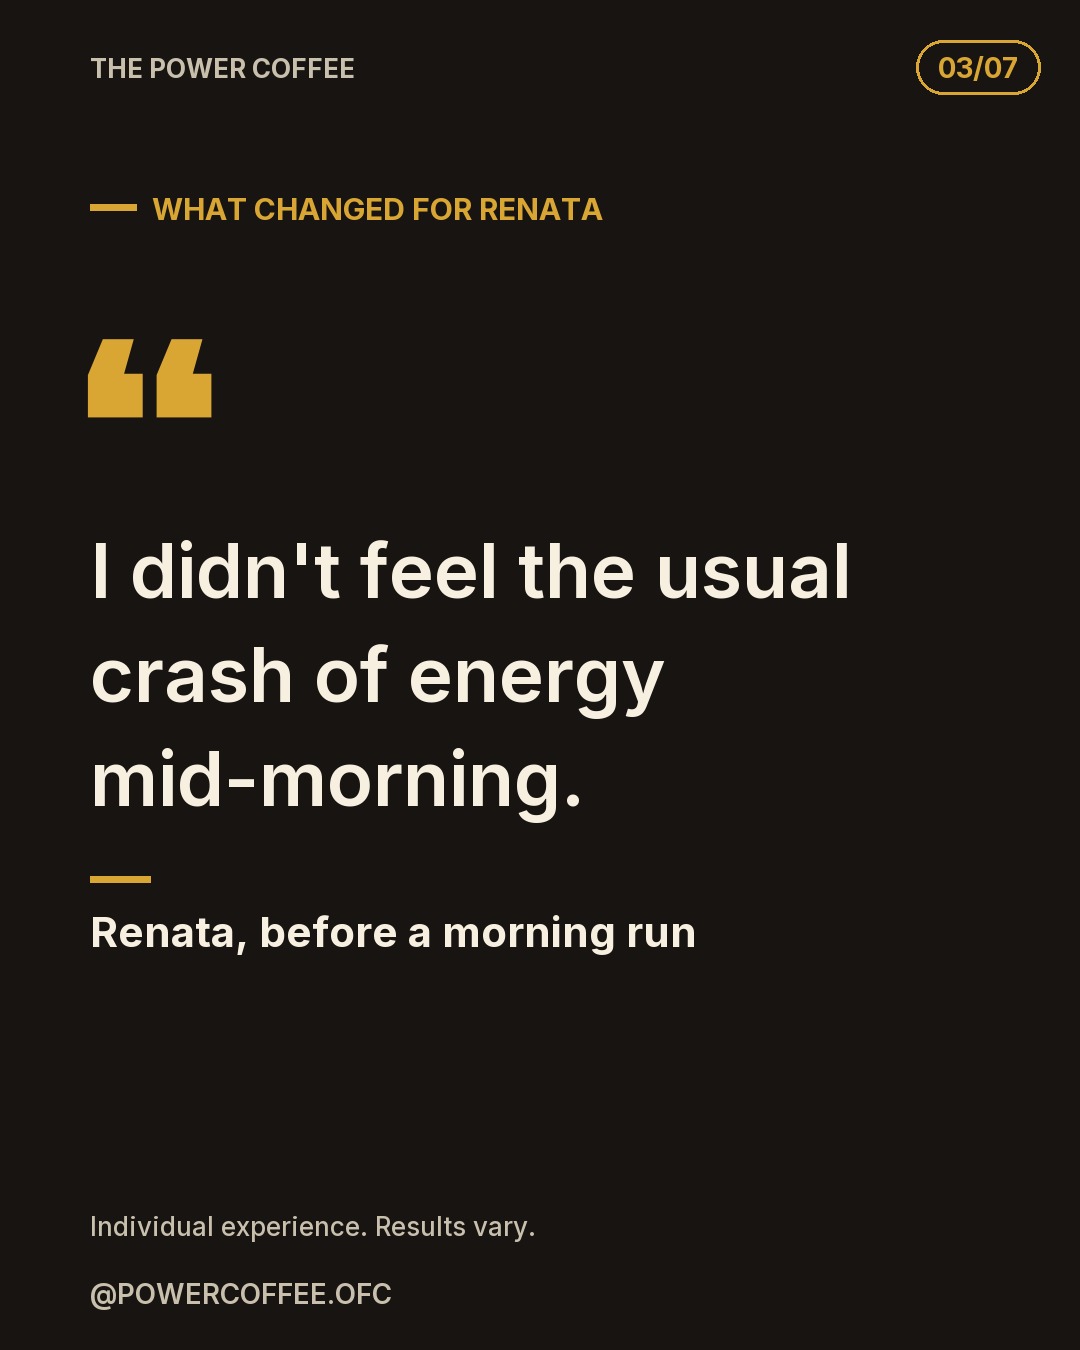 THE POWER COFFEE
03/07
WHAT CHANGED FOR RENATA
“
I didn't feel the usual
crash of energy
mid-morning.
Renata, before a morning run
Individual experience. Results vary.
@POWERCOFFEE.OFC